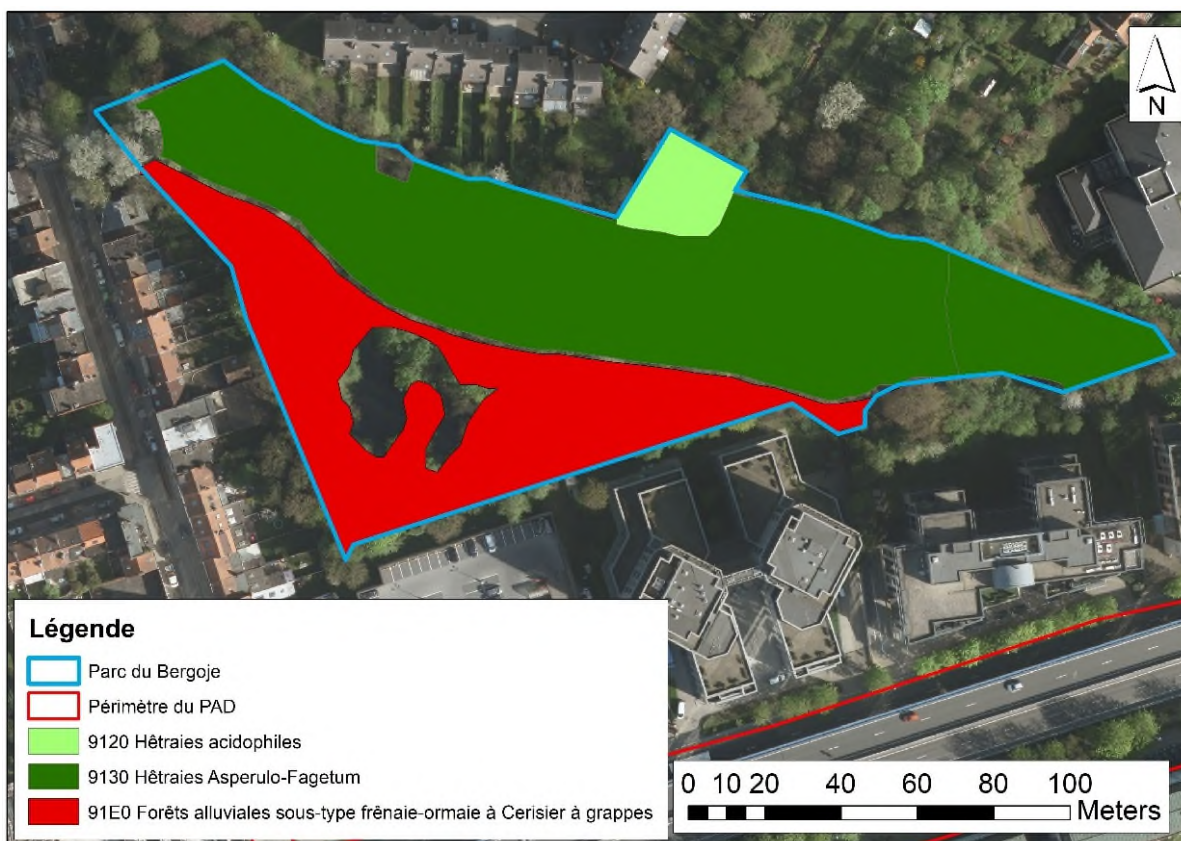 N
Légende
Parc du Bergoje
Périmètre du PAD
9120 Hêtraies acidophiles
9130 Hêtraies Asperulo-Fagetum
91E0 Forêts alluviales sous-type frênaie-ormaie à Cerisier à grappes
0 10 20 40 60 80 100
Meters